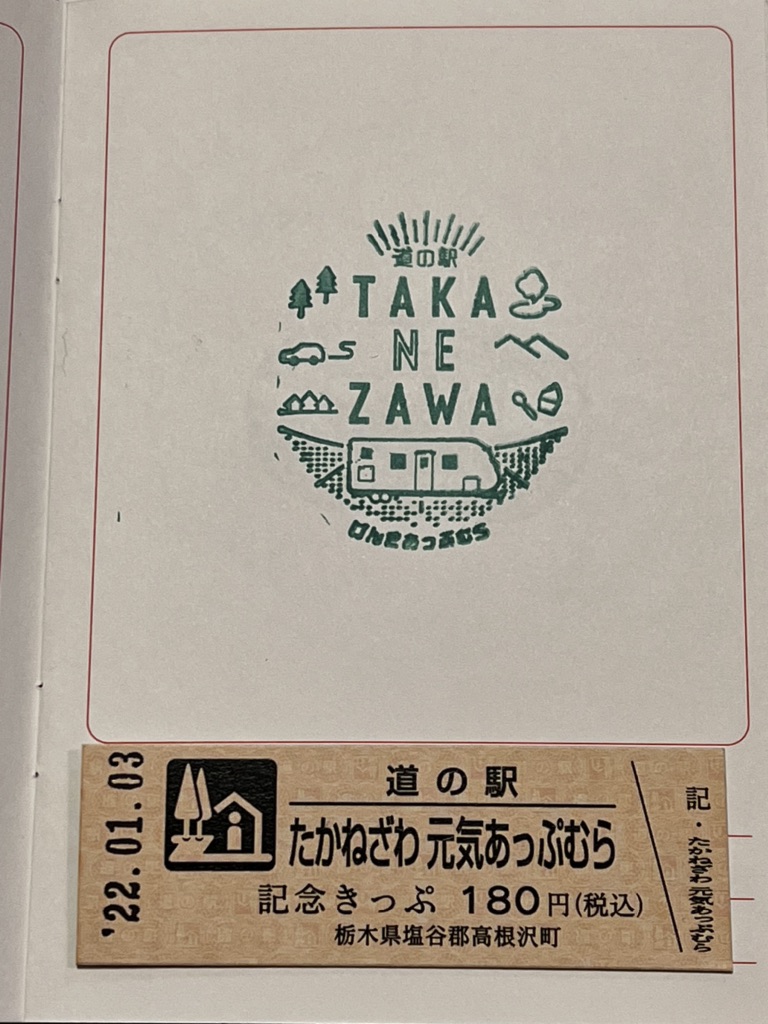 道の駅
TAKA
NE
ZAWA
げんきあっぷむら
'22.01.03
道の駅
たかねざわ 元気あっぷむら
記念きっぷ 180円(税込)
栃木県塩谷郡高根沢町
記・たかねざわ 元気あっぷむら